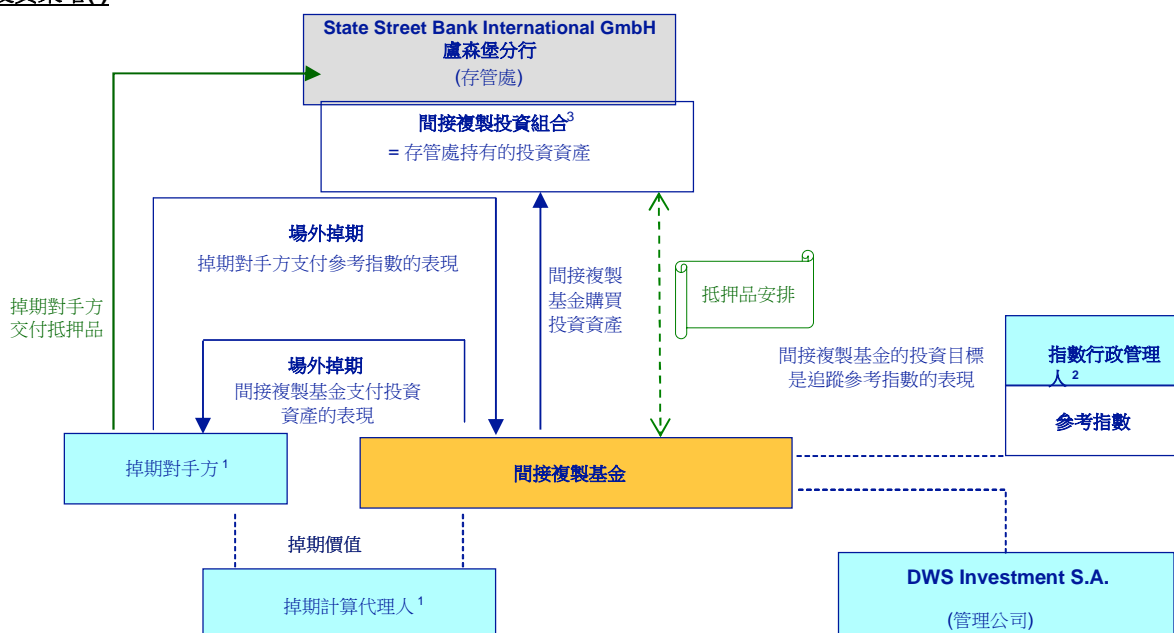 State Street Bank International GmbH
盧森堡分行
(存管處)
間接複製投資組合3
= 存管處持有的投資資產
場外掉期
掉期對手方支付參考指數的表現
間接複製
基金購買
投資資產
抵押品安排
掉期對手方
交付抵押品
場外掉期
間接複製基金支付投資
資產的表現
間接複製基金的投資目標
是追蹤參考指數的表現
指數行政管理
人 2
參考指數
掉期對手方 1
間接複製基金
掉期價值
掉期計算代理人 1
DWS Investment S.A.
(管理公司)